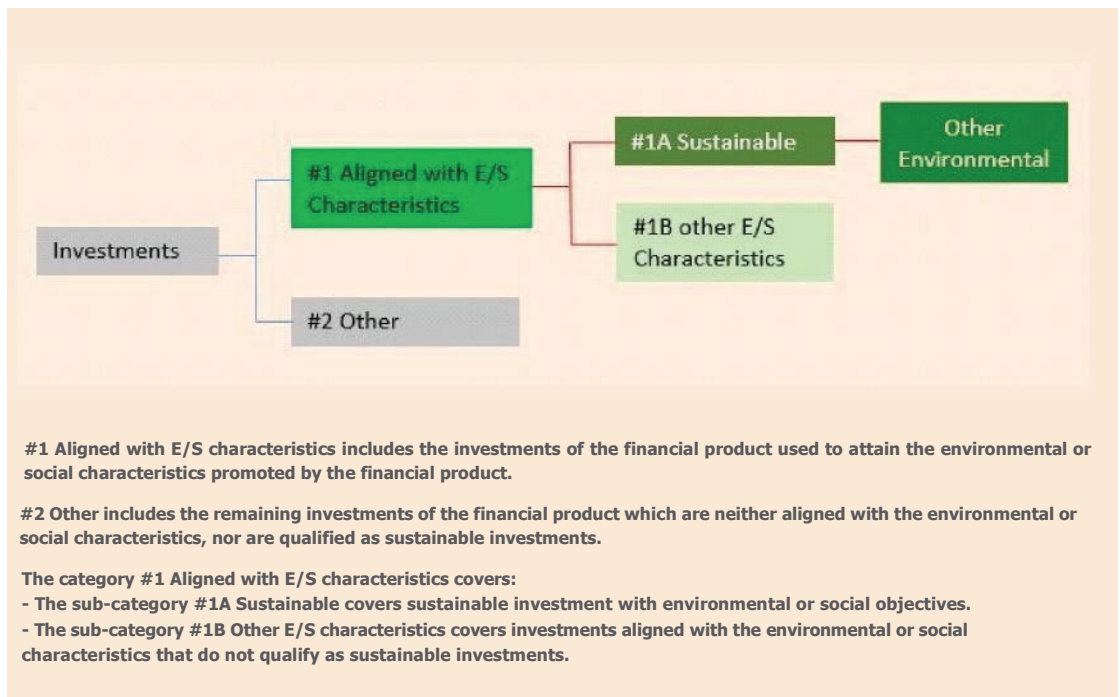 Investments
#1 Aligned with E/S
Characteristics
#2 Other
#1A Sustainable
#1B other E/S
Characteristics
Other
Environmental
#1 Aligned with E/S characteristics includes the investments of the financial product used to attain the environmental or
social characteristics promoted by the financial product.
#2 Other includes the remaining investments of the financial product which are neither aligned with the environmental or
social characteristics, nor are qualified as sustainable investments.
The category #1 Aligned with E/S characteristics covers:
- The sub-category #1A Sustainable covers sustainable investment with environmental or social objectives.
- The sub-category #1B Other E/S characteristics covers investments aligned with the environmental or social
characteristics that do not qualify as sustainable investments.